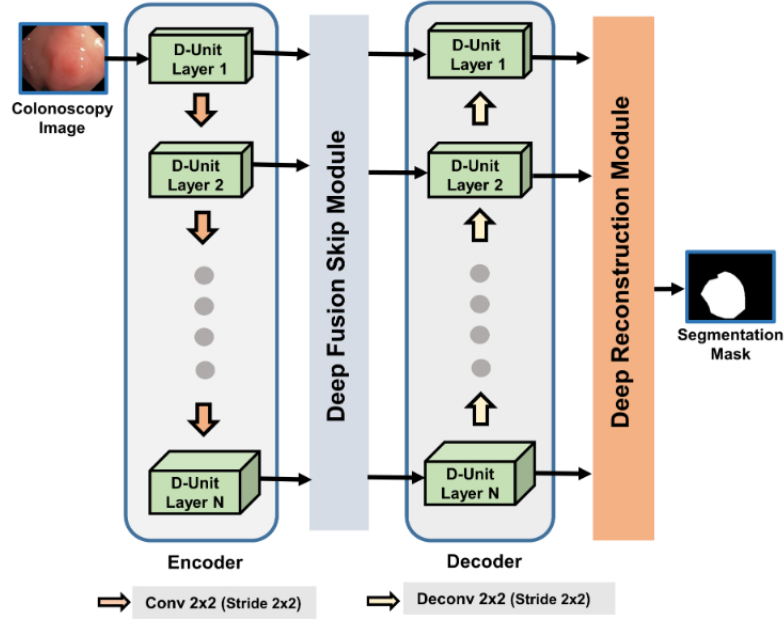 Colonoscopy
Image
D-Unit
Layer 1
D-Unit
Layer 2
D-Unit
Layer N
Encoder
Deep Fusion Skip Module
D-Unit
Layer 1
D-Unit
Layer 2
D-Unit
Layer N
Decoder
Deep Reconstruction Module
Segmentation
Mask
Conv 2x2 (Stride 2x2)
Deconv 2x2 (Stride 2x2)